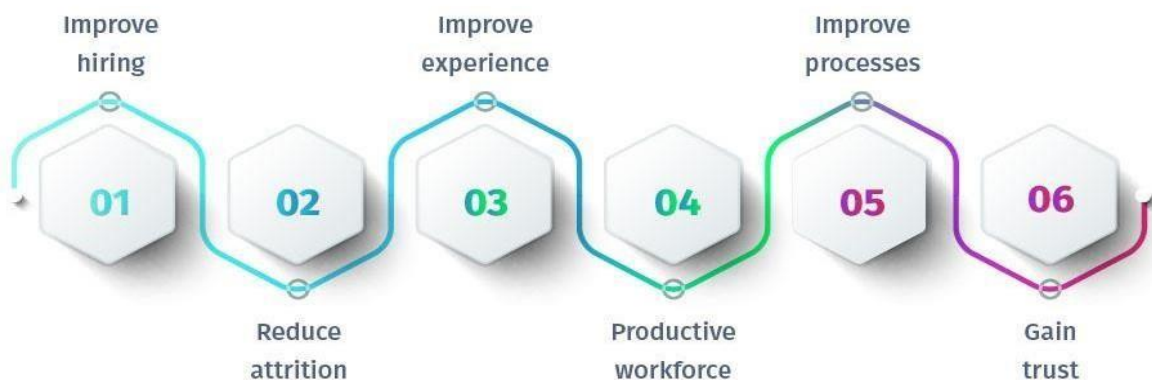 Improve
hiring
01
02
Reduce
attrition
Improve
experience
03
04
Productive
workforce
Improve
processes
05
06
Gain
trust